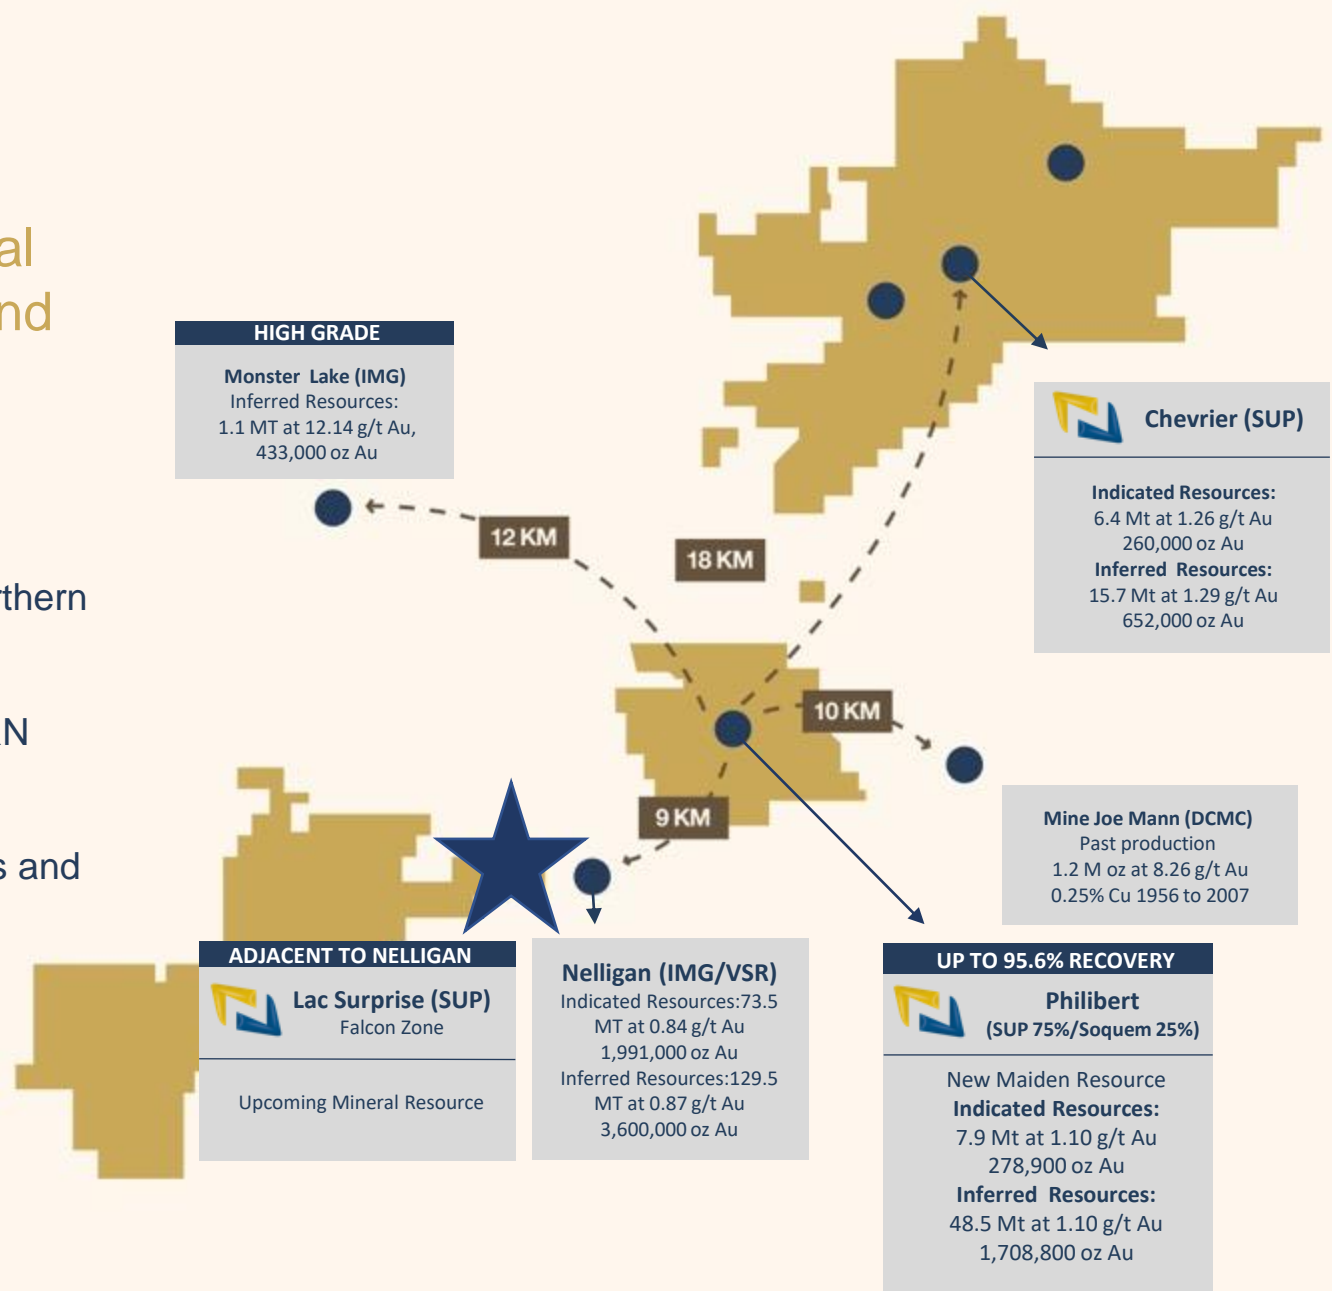 al
nd
rthern
AN
s and
HIGH GRADE
Monster Lake (IMG)
Inferred Resources:
1.1 MT at 12.14 g/t Au,
433,000 oz Au
12 KM
18 KM
Chevrier (SUP)
Indicated Resources:
6.4 Mt at 1.26 g/t Au
260,000 oz Au
Inferred Resources:
15.7 Mt at 1.29 g/t Au
652,000 oz Au
10 KM
9 KM
Mine Joe Mann (DCMC)
Past production
1.2 M oz at 8.26 g/t Au
0.25% Cu 1956 to 2007
ADJACENT TO NELLIGAN
Lac Surprise (SUP)
Falcon Zone
Upcoming Mineral Resource
Nelligan (IMG/VSR)
Indicated Resources:73.5
MT at 0.84 g/t Au
1,991,000 oz Au
Inferred Resources:129.5
MT at 0.87 g/t Au
3,600,000 oz Au
UP TO 95.6% RECOVERY
Philibert
(SUP 75%/Soquem 25%)
New Maiden Resource
Indicated Resources:
7.9 Mt at 1.10 g/t Au
278,900 oz Au
Inferred Resources:
48.5 Mt at 1.10 g/t Au
1,708,800 oz Au